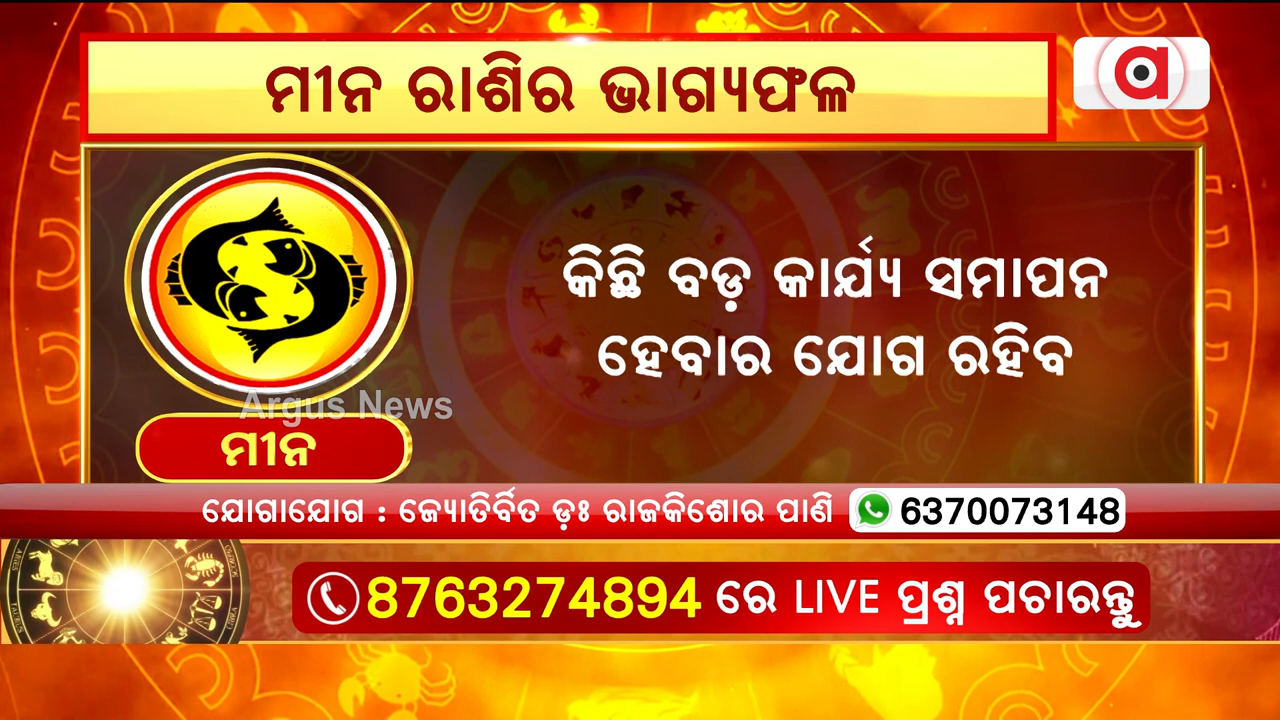 ମୀନ ରାଶିର ଭାଗ୍ୟଫଳ
a
କିଛି ବଡ଼ କାର୍ଯ୍ୟ ସମାପନ
ହେବାର ଯୋଗ ରହିବ
Argus News
ମୀନ
ଯୋଗାଯୋଗ : ଜ୍ୟୋତିର୍ବିତ ଡ଼ଃ ରାଜକିଶୋର ପାଣି 6370073148
8763274894 ରେ LIVE ପ୍ରଶ୍ନ ପଚାରନ୍ତୁ